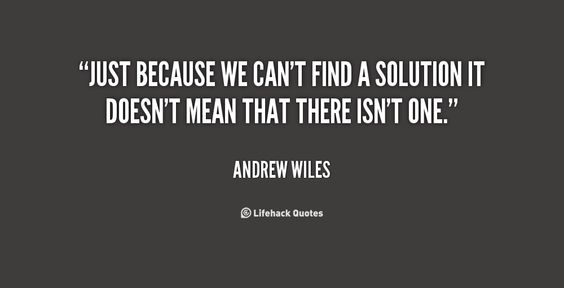 “JUST BECAUSE WE CAN’T FIND A SOLUTION IT
DOESN’T MEAN THAT THERE ISN’T ONE.”
ANDREW WILES
Lifehack Quotes